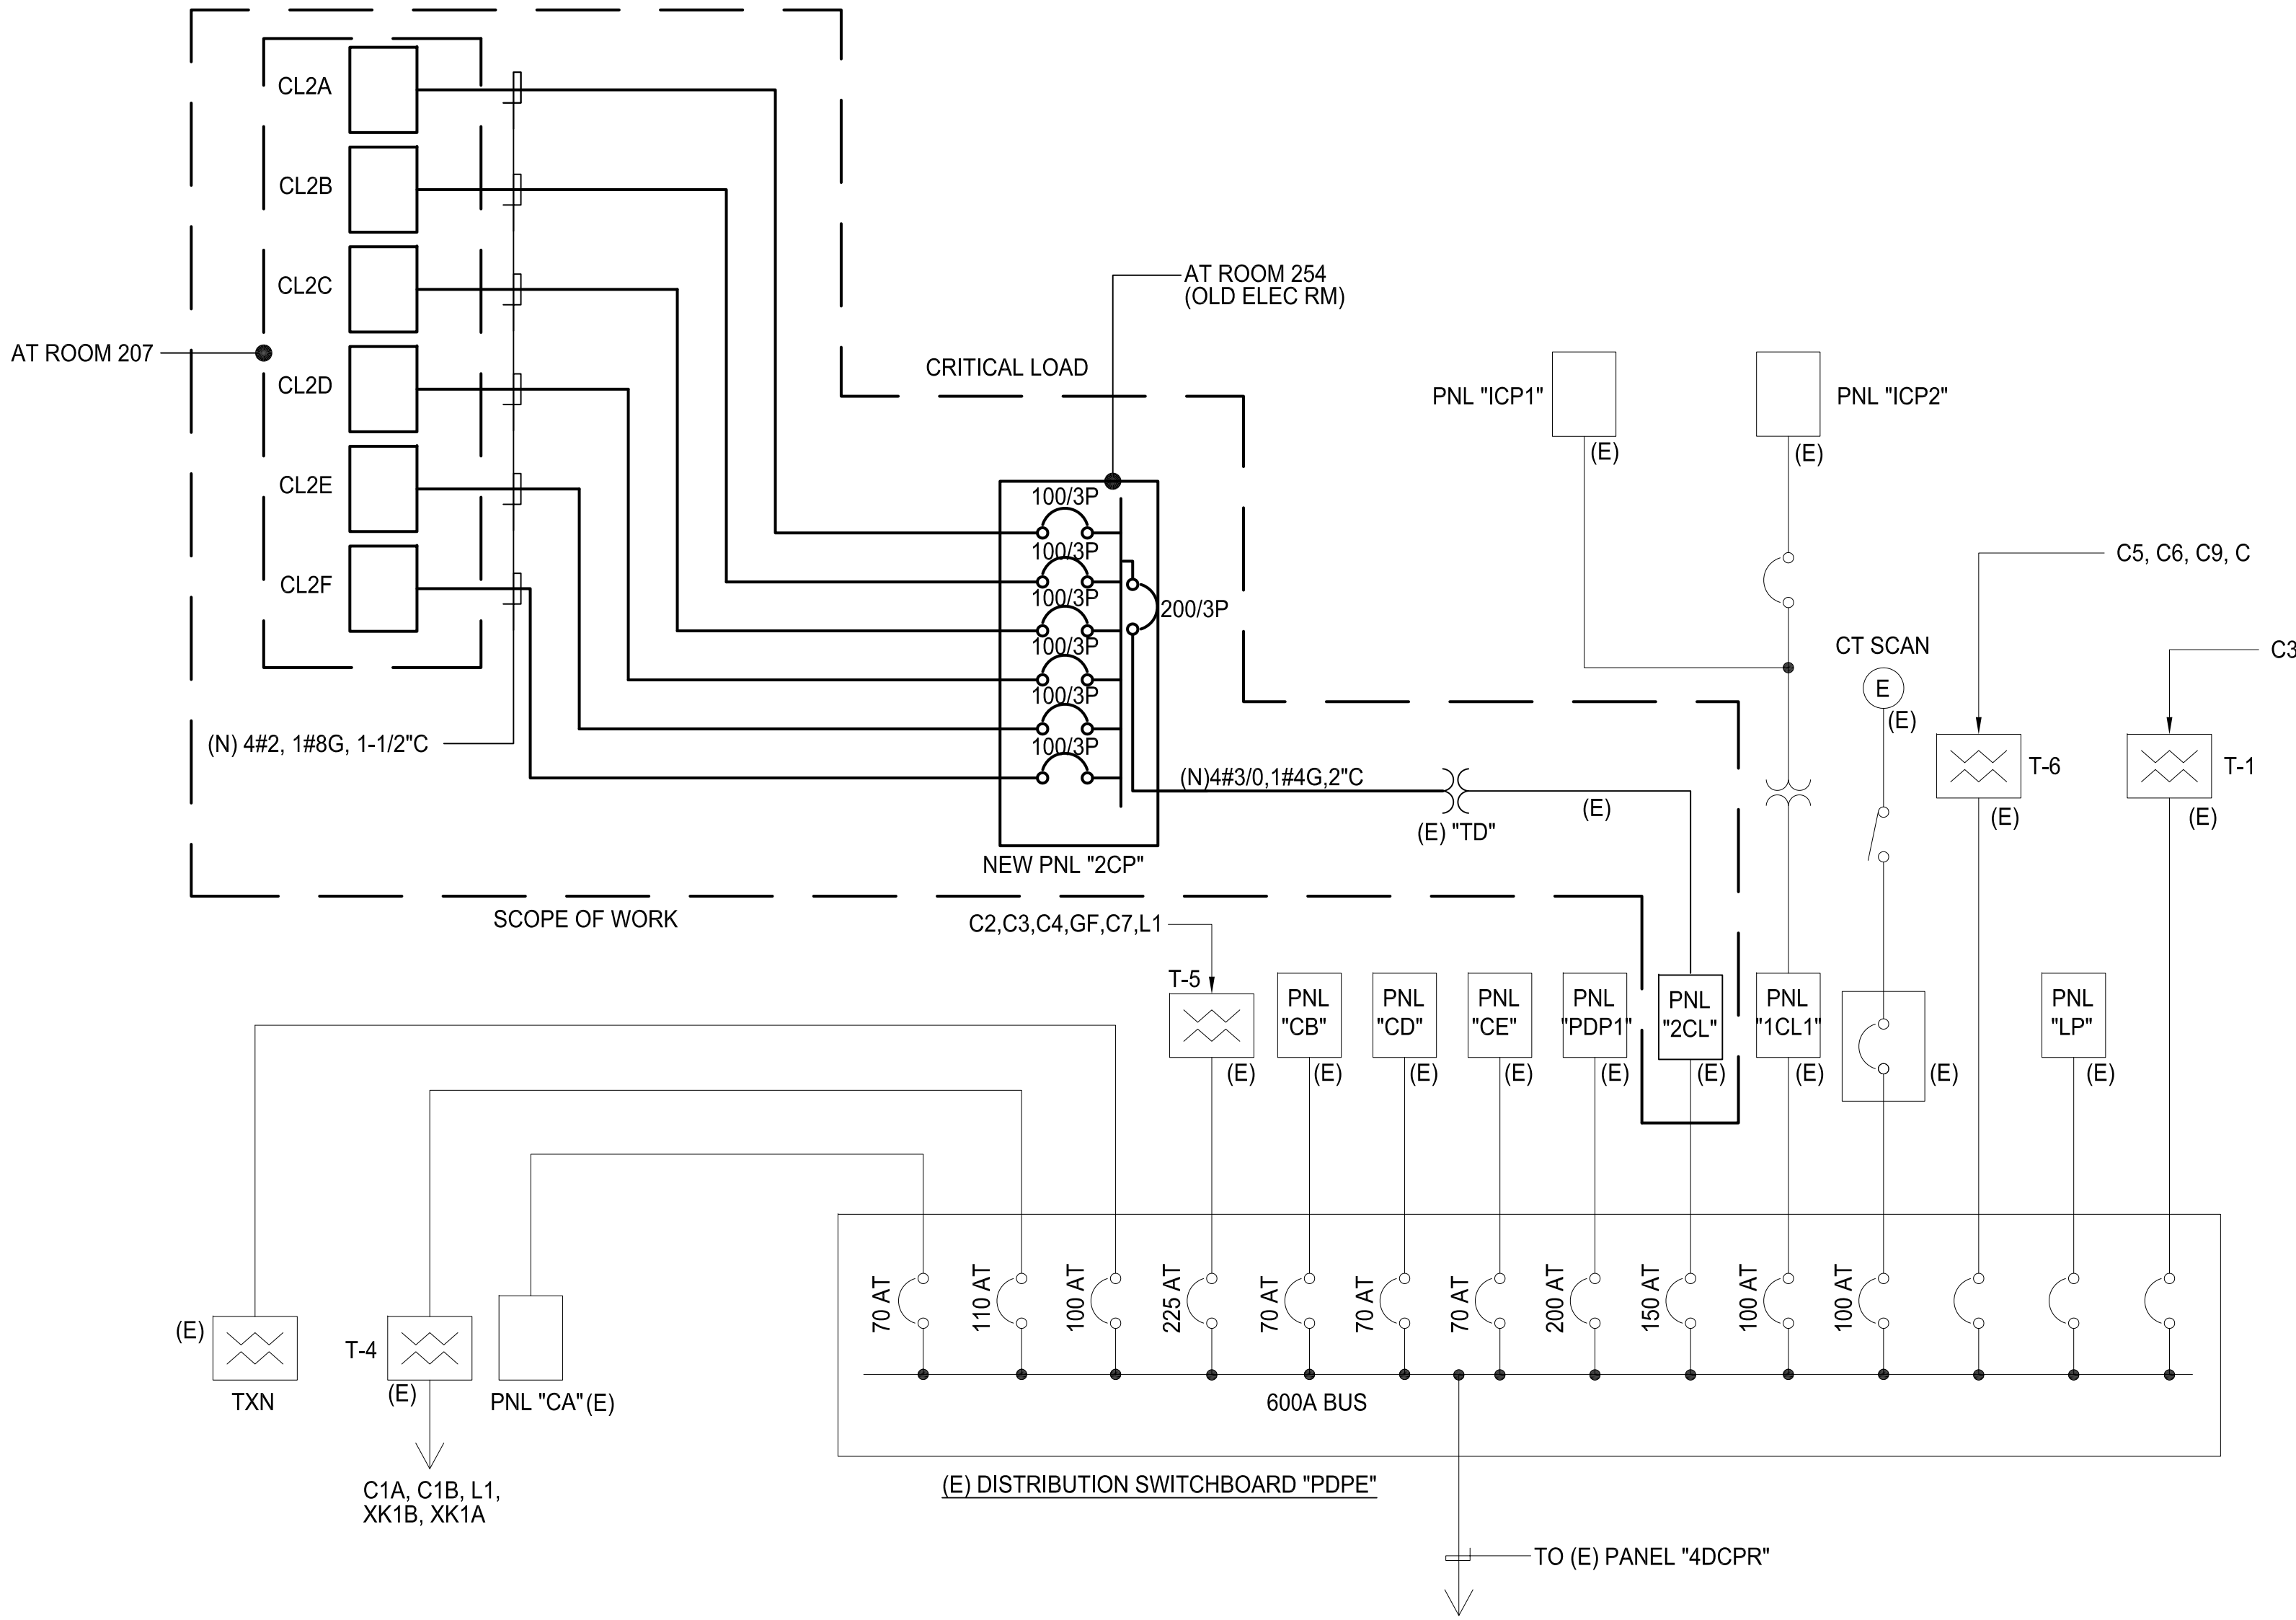 CL2A
CL2B
CL2C
CL2D
CL2E
CL2F
AT ROOM 207
(N) 4#2, 1#8G, 1-1/2"C
CRITICAL LOAD
AT ROOM 254
(OLD ELEC RM)
100/3P
100/3P
100/3P
100/3P
100/3P
100/3P
200/3P
(N)4#3/0,1#4G,2"C
(E) "TD"
(E)
NEW PNL "2CP"
SCOPE OF WORK
PNL "ICP1"
(E)
PNL "ICP2"
(E)
CT SCAN
E
(E)
C5, C6, C9, C
T-6
(E)
C3
T-1
(E)
C2,C3,C4,GF,C7,L1
T-5
(E)
PNL
"CB"
(E)
PNL
"CD"
(E)
PNL
"CE"
(E)
PNL
"PDP1"
(E)
PNL
"2CL"
(E)
PNL
"1CL1"
(E)
(E)
PNL
"LP"
(E)
(E)
TXN
T-4
(E)
PNL "CA" (E)
C1A, C1B, L1,
XK1B, XK1A
70 AT
110 AT
100 AT
225 AT
70 AT
70 AT
70 AT
200 AT
150 AT
100 AT
100 AT
600A BUS
(E) DISTRIBUTION SWITCHBOARD "PDPE"
TO (E) PANEL "4DCPR"